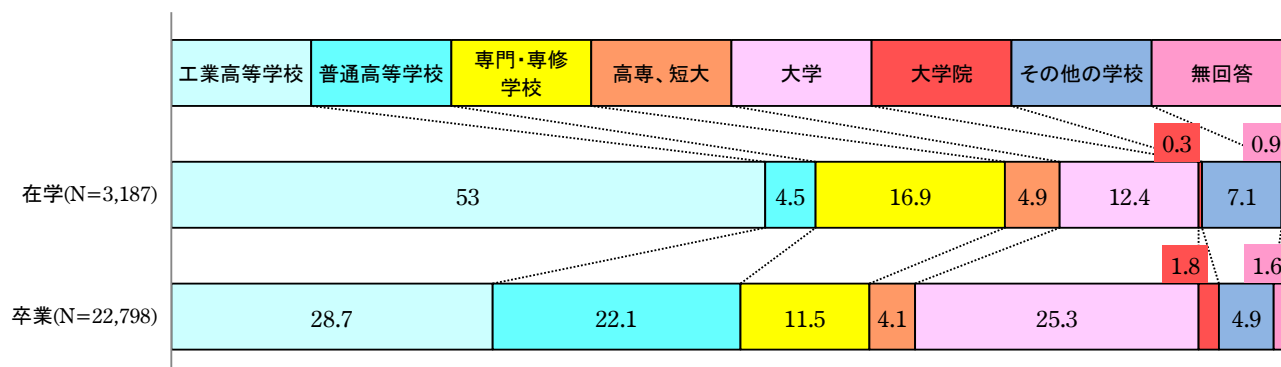 工業高等学校 普通高等学校 専門・専修 高専、短大 大学 大学院 その他の学校 無回答
学校
0.3 0.9
在学(N=3,187) 53 4.5 16.9 4.9 12.4 7.1
1.8 1.6
卒業(N=22,798) 28.7 22.1 11.5 4.1 25.3 4.9